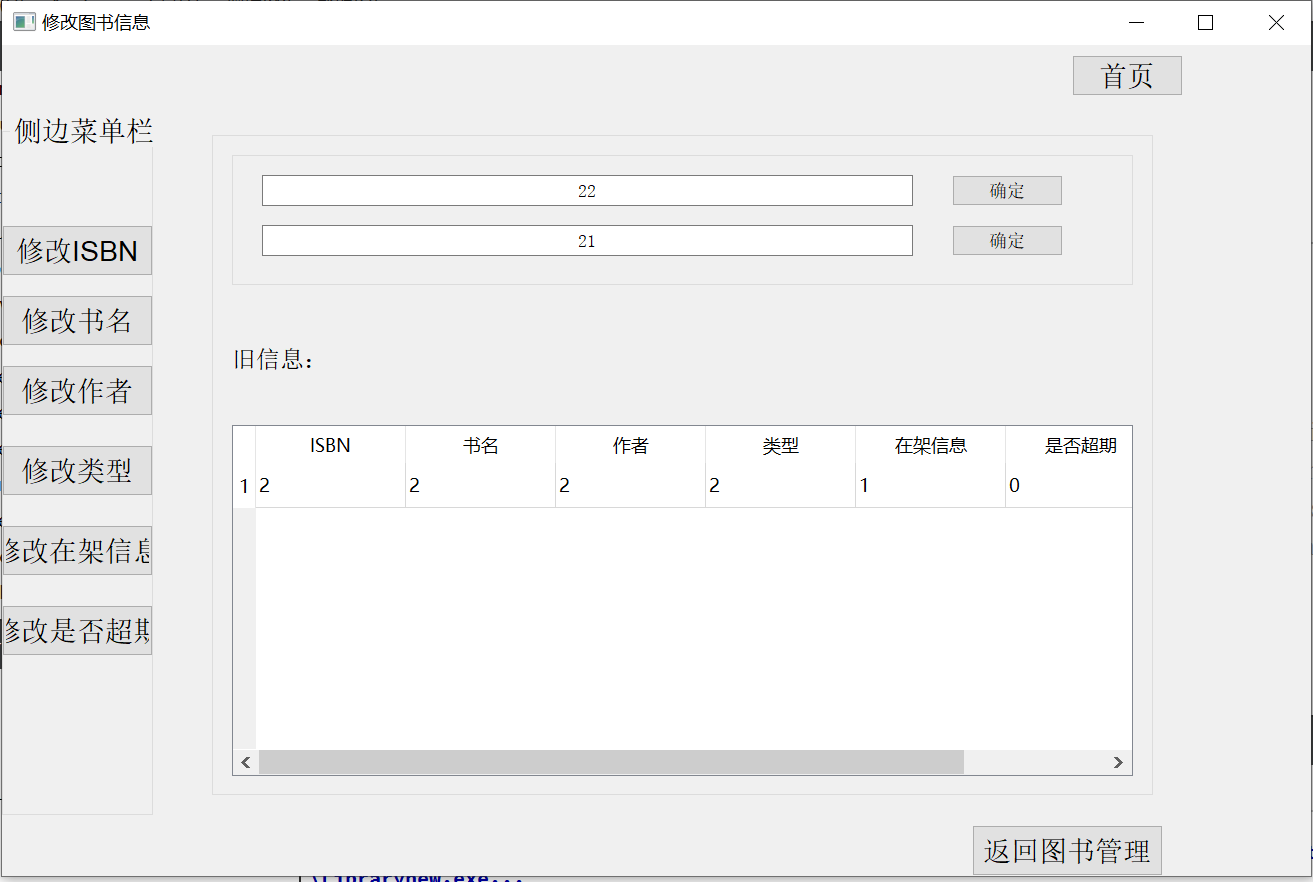 修改图书信息
首页
侧边菜单栏
22 确定
21 确定
修改ISBN
修改书名
旧信息：
修改作者
ISBN 书名 作者 类型 在架信息 是否超期
1 2 2 2 2 1 0
修改类型
修改在架信息
修改是否超期
返回图书管理
\Librarynew.exe...